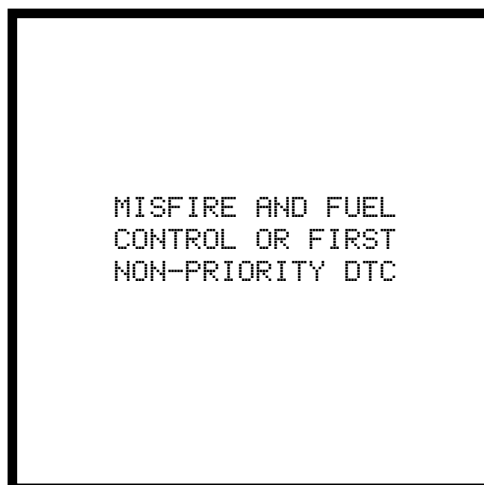 MISFIRE AND FUEL
CONTROL OR FIRST
NON-PRIORITY DTC